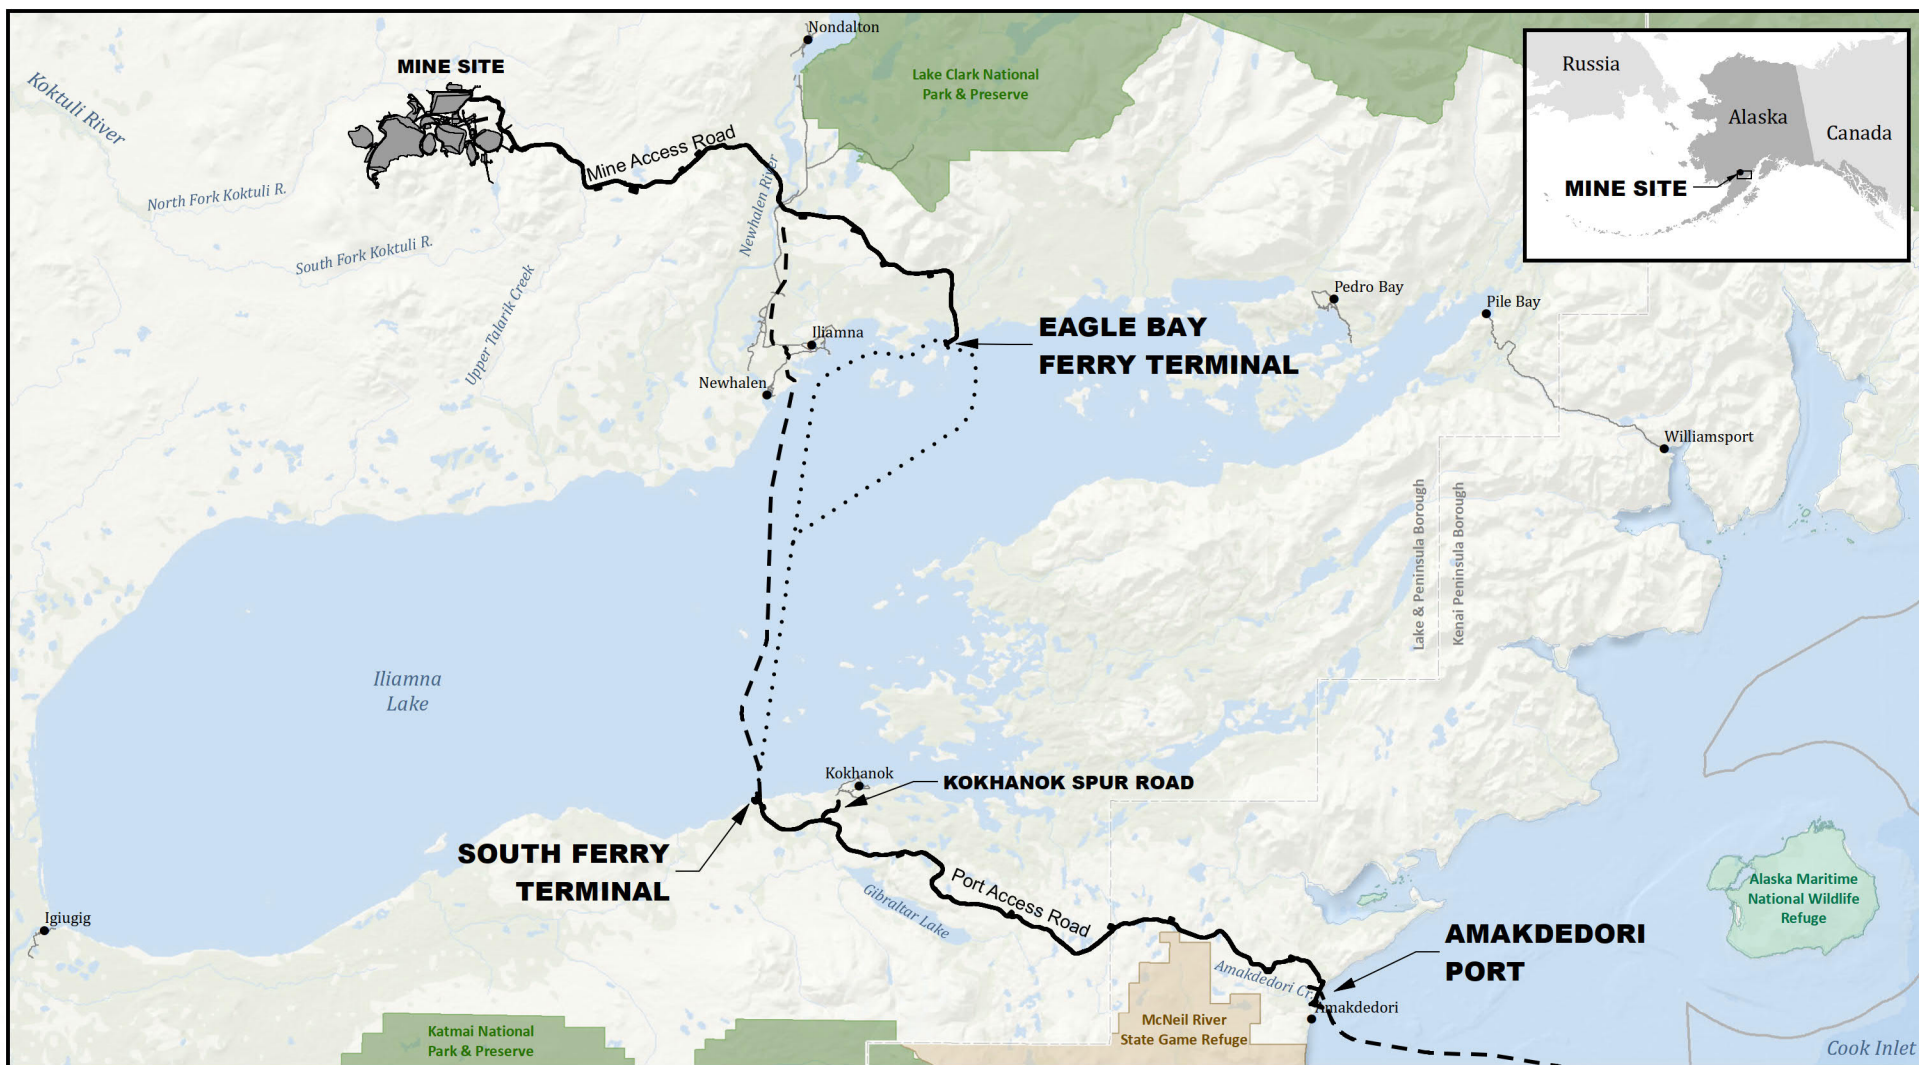 Nondalton
MINE SITE
Koktuli River
Lake Clark National
Park & Preserve
Russia
Alaska
Canada
MINE SITE
Mine Access Road
North Fork Koktuli R.
Newhalen River
South Fork Koktuli R.
Upper Talarik Creek
Pedro Bay
Pile Bay
EAGLE BAY
FERRY TERMINAL
Iliamna
Newhalen
Williamsport
Lake & Peninsula Borough
Kenai Peninsula Borough
Iliamna
Lake
Kokhanok
KOKHANOK SPUR ROAD
SOUTH FERRY
TERMINAL
Port Access Road
Gibraltar Lake
Alaska Maritime
National Wildlife
Refuge
Igiugig
AMAKDEDORI
PORT
Amakdedori Cr.
Amakdedori
McNeil River
State Game Refuge
Katmai National
Park & Preserve
Cook Inlet